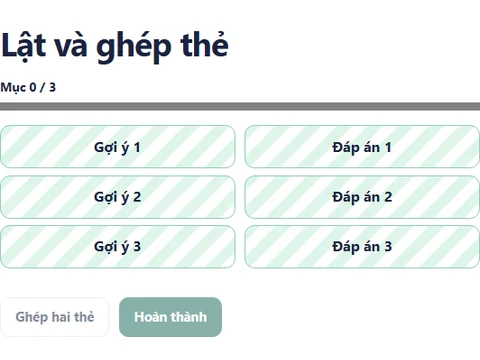 Lật và ghép thẻ
Mục 0 / 3
Gợi ý 1
Đáp án 1
Gợi ý 2
Đáp án 2
Gợi ý 3
Đáp án 3
Ghép hai thẻ
Hoàn thành